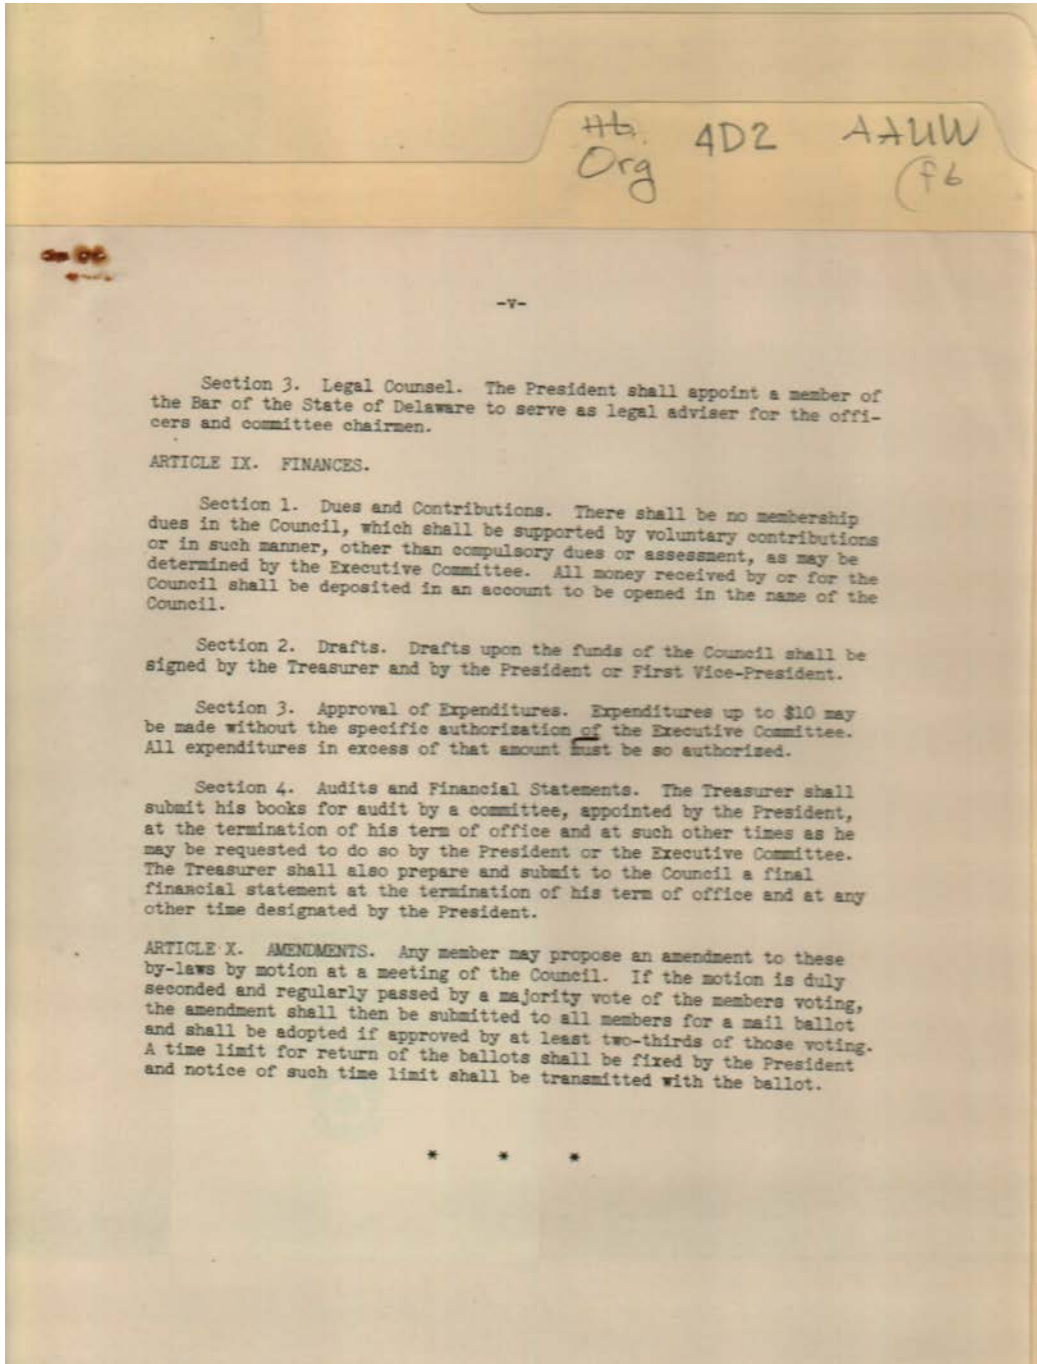 Org 4D2 AAUW
(f6
-v-
Section 3. Legal Counsel. The President shall appoint a member of
the Bar of the State of Delaware to serve as legal adviser for the offi-
cers and committee chairmen.
ARTICLE IX. FINANCES.
Section 1. Dues and Contributions. There shall be no membership
dues in the Council, which shall be supported by voluntary contributions
or in such manner, other than compulsory dues or assessment, as may be
determined by the Executive Committee. All money received by or for the
Council shall be deposited in an account to be opened in the name of the
Council.
Section 2. Drafts. Drafts upon the funds of the Council shall be
signed by the Treasurer and by the President or First Vice-President.
Section 3. Approval of Expenditures. Expenditures up to $10 may
be made without the specific authorization of the Executive Committee.
All expenditures in excess of that amount must be so authorized.
Section 4. Audits and Financial Statements. The Treasurer shall
submit his books for audit by a committee, appointed by the President,
at the termination of his term of office and at such other times as he
may be requested to do so by the President or the Executive Committee.
The Treasurer shall also prepare and submit to the Council a final
financial statement at the termination of his term of office and at any
other time designated by the President.
ARTICLE X. AMENDMENTS. Any member may propose an amendment to these
by-laws by motion at a meeting of the Council. If the motion is duly
seconded and regularly passed by a majority vote of the members voting,
the amendment shall then be submitted to all members for a mail ballot
and shall be adopted if approved by at least two-thirds of those voting.
A time limit for return of the ballots shall be fixed by the President
and notice of such time limit shall be transmitted with the ballot.
* * *